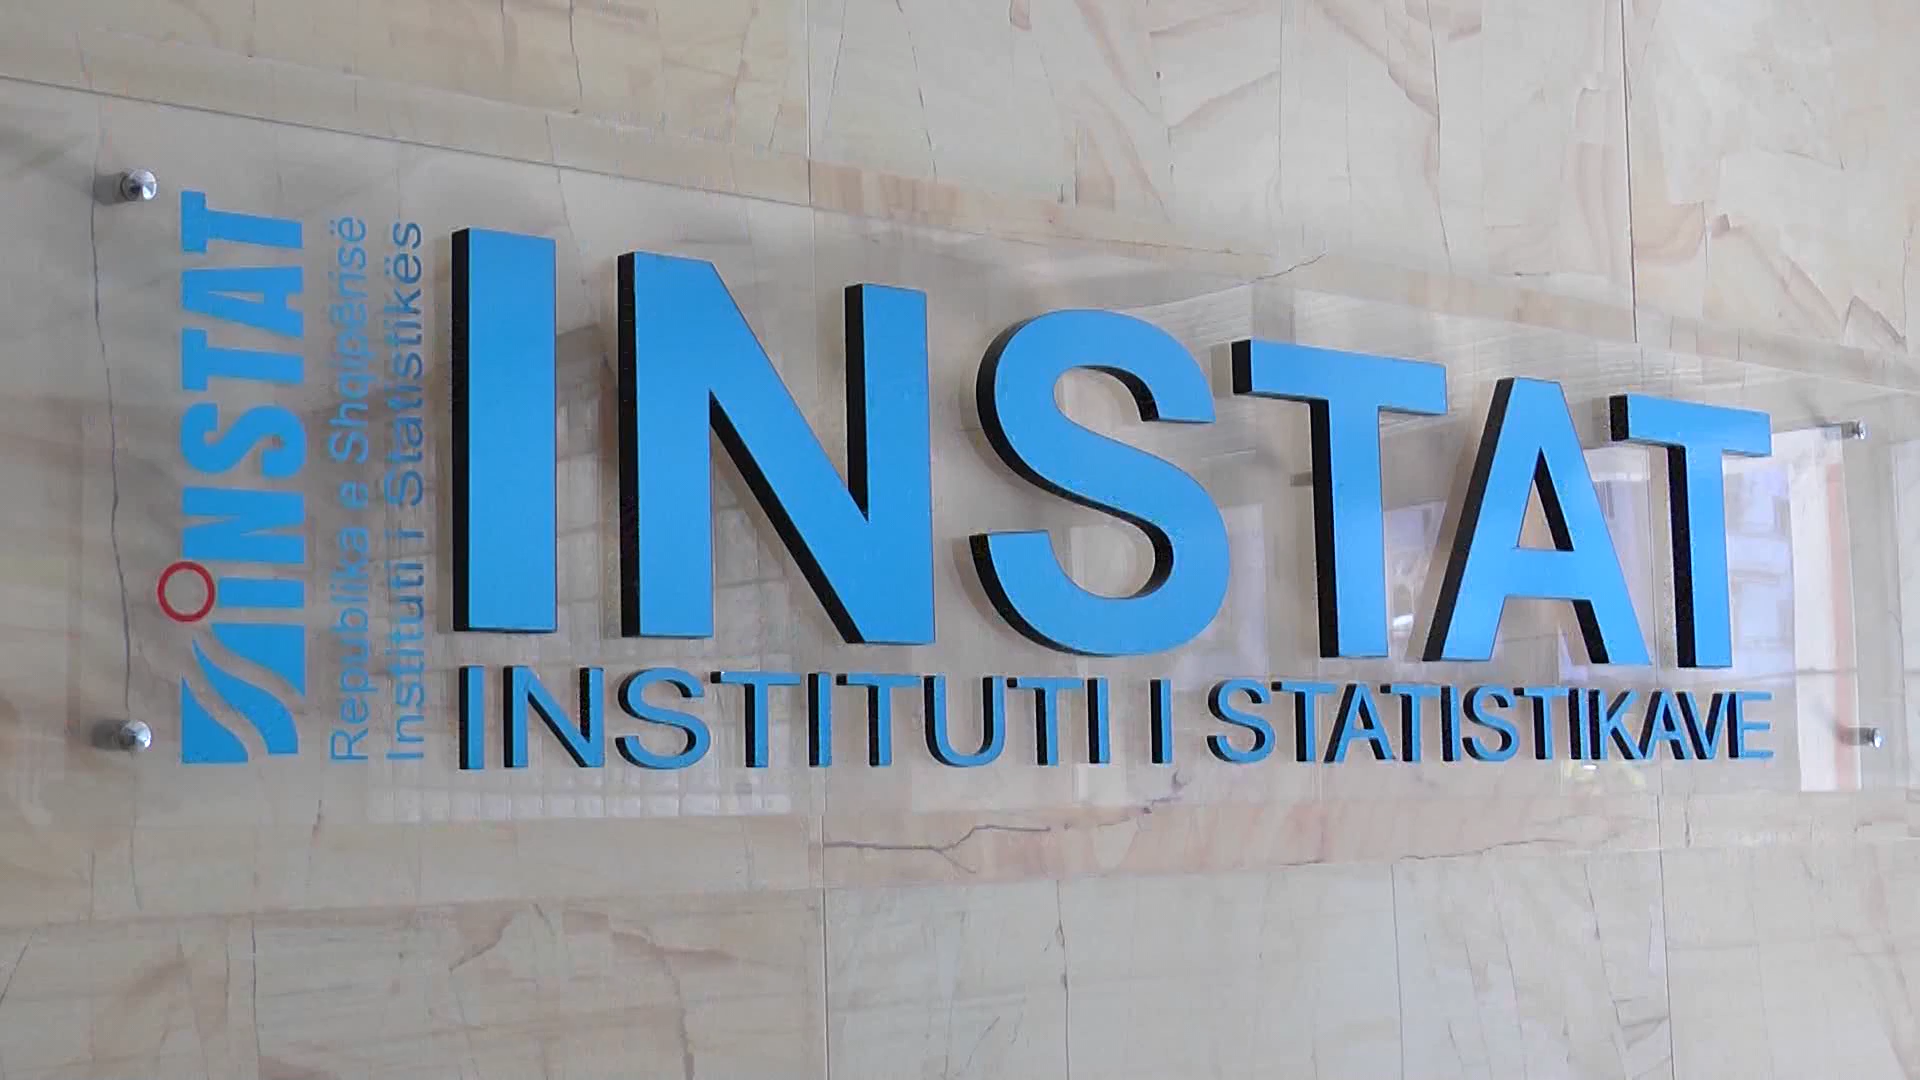 INSTAT
Republika e Shqipërisë
Instituti i Statistikës
INSTAT
INSTITUTI I STATISTIKAVE